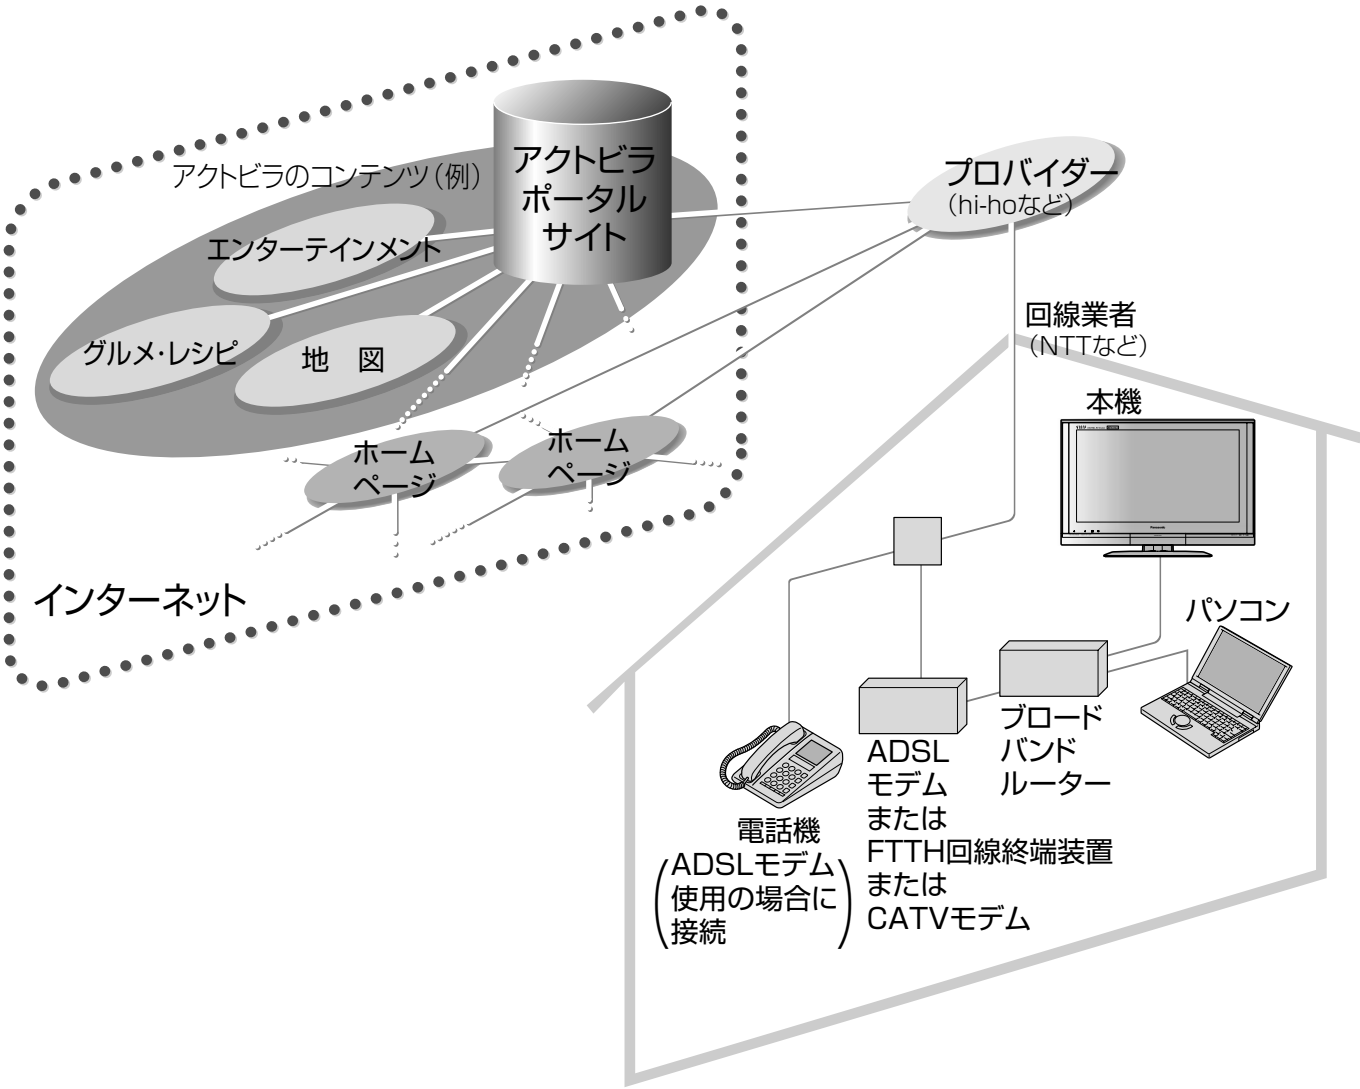 アクトビラのコンテンツ（例）
アクトビラ
ポータル
サイト
エンターテインメント
グルメ・レシピ
地　図
ホーム
ページ
ホーム
ページ
インターネット
プロバイダー
（hi-hoなど）
回線業者
（NTTなど）
本機
Panasonic
パソコン
ブロード
バンド
ルーター
ADSL
モデム
または
FTTH回線終端装置
または
CATVモデム
電話機
（ADSLモデム
使用の場合に
接続）